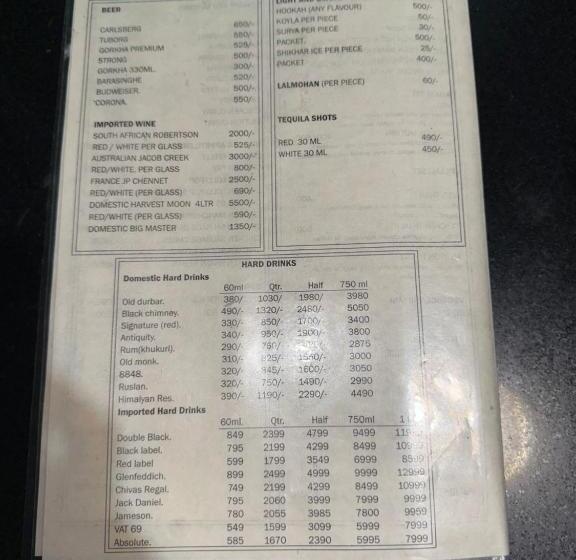 BEER
CARLSBERG 650/-
TUBORG 550/-
GORKHA PREMIUM 525/-
STRONG 500/-
GORKHA 330ML. 300/-
BARASINGHE 520/-
BUDWEISER. 500/-
'CORONA. 550/-
IMPORTED WINE
SOUTH AFRICAN ROBERTSON 2000/-
RED / WHITE PER GLASS 525/-
AUSTRALIAN JACOB CREEK 3000/-
RED/WHITE. PER GLASS 800/-
FRANCE JP CHENNET 2500/-
RED/WHITE (PER GLASS) 690/-
DOMESTIC HARVEST MOON 4LTR 5500/-
RED/WHITE (PER GLASS) 590/-
DOMESTIC BIG MASTER 1350/-
HOOKAH (ANY FLAVOUR) 500/-
KOYLA PER PIECE 50/-
SURYA PER PIECE 30/-
PACKET. 500/-
SHIKHAR ICE PER PIECE 25/-
PACKET 400/-
LALMOHAN (PER PIECE) 60/-
TEQUILA SHOTS
RED 30 ML 490/-
WHITE 30 ML 450/-
HARD DRINKS
Domestic Hard Drinks
60ml Qtr. Half 750 ml
Old durbar. 380/ 1030/ 1980/ 3980
Black chimney. 490/- 1320/- 2480/- 5050
Signature (red). 330/- 850/- 1700/- 3400
Antiquity. 340/- 950/- 1900/- 3800
Rum(khukuri). 290/- 760/- 2875
Old monk. 310/- 825/- 1550/- 3000
8848. 320/- 845/- 1600/- 3050
Ruslan. 320/- 750/- 1490/- 2990
Himalyan Res. 390/- 1190/- 2290/- 4490
Imported Hard Drinks
60ml. Qtr. Half 750ml
Double Black. 849 2399 4799 9499
Black label. 795 2199 4299 8499
Red label 599 1799 3549 6999
Glenfeddich. 899 2499 4999 9999 12999
Chivas Regal. 749 2199 4299 8499 10999
Jack Daniel. 795 2060 3999 7999 9999
Jameson. 780 2055 3985 7800 9959
VAT 69 549 1599 3099 5999 7999
Absolute. 585 1670 2390 5995 7999